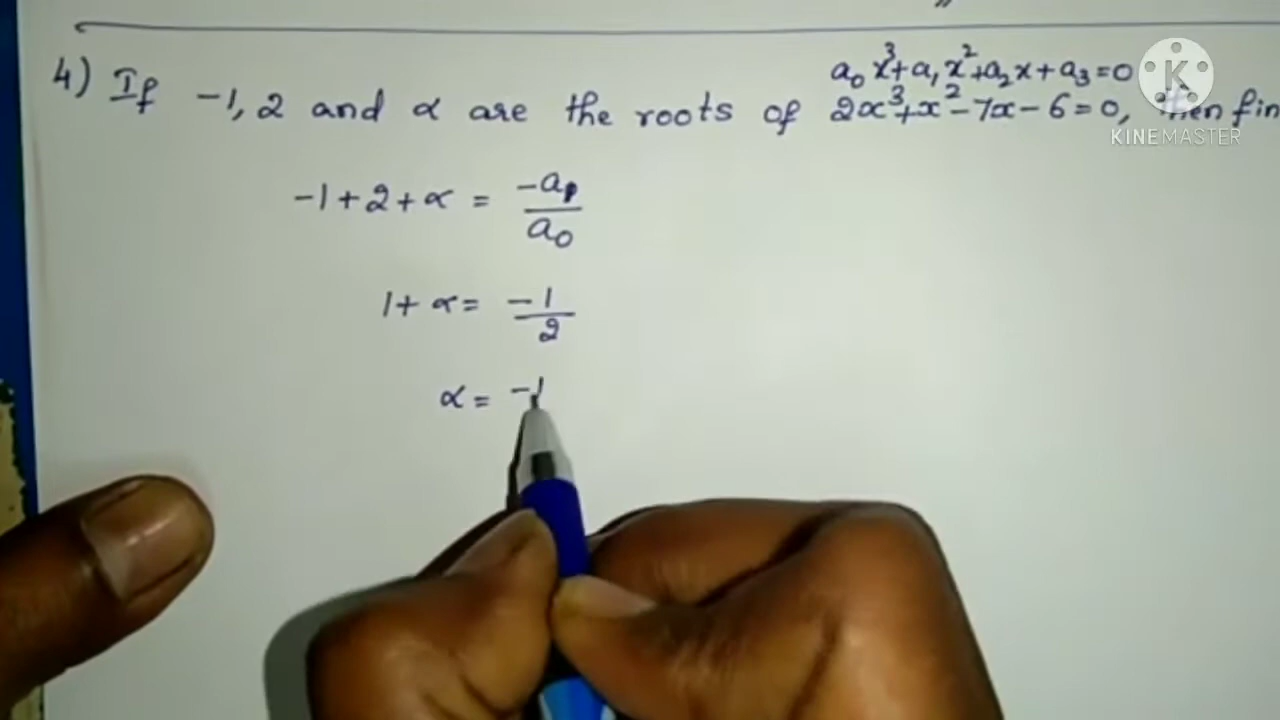 a₀x³+a₁x²+a₂x+a₃=0
4) If -1, 2 and α are the roots of 2x³+x²-7x-6=0, then fin
KINEMASTER
-1+2+α = -a₁/a₀
1+α = -1/2
α = -1